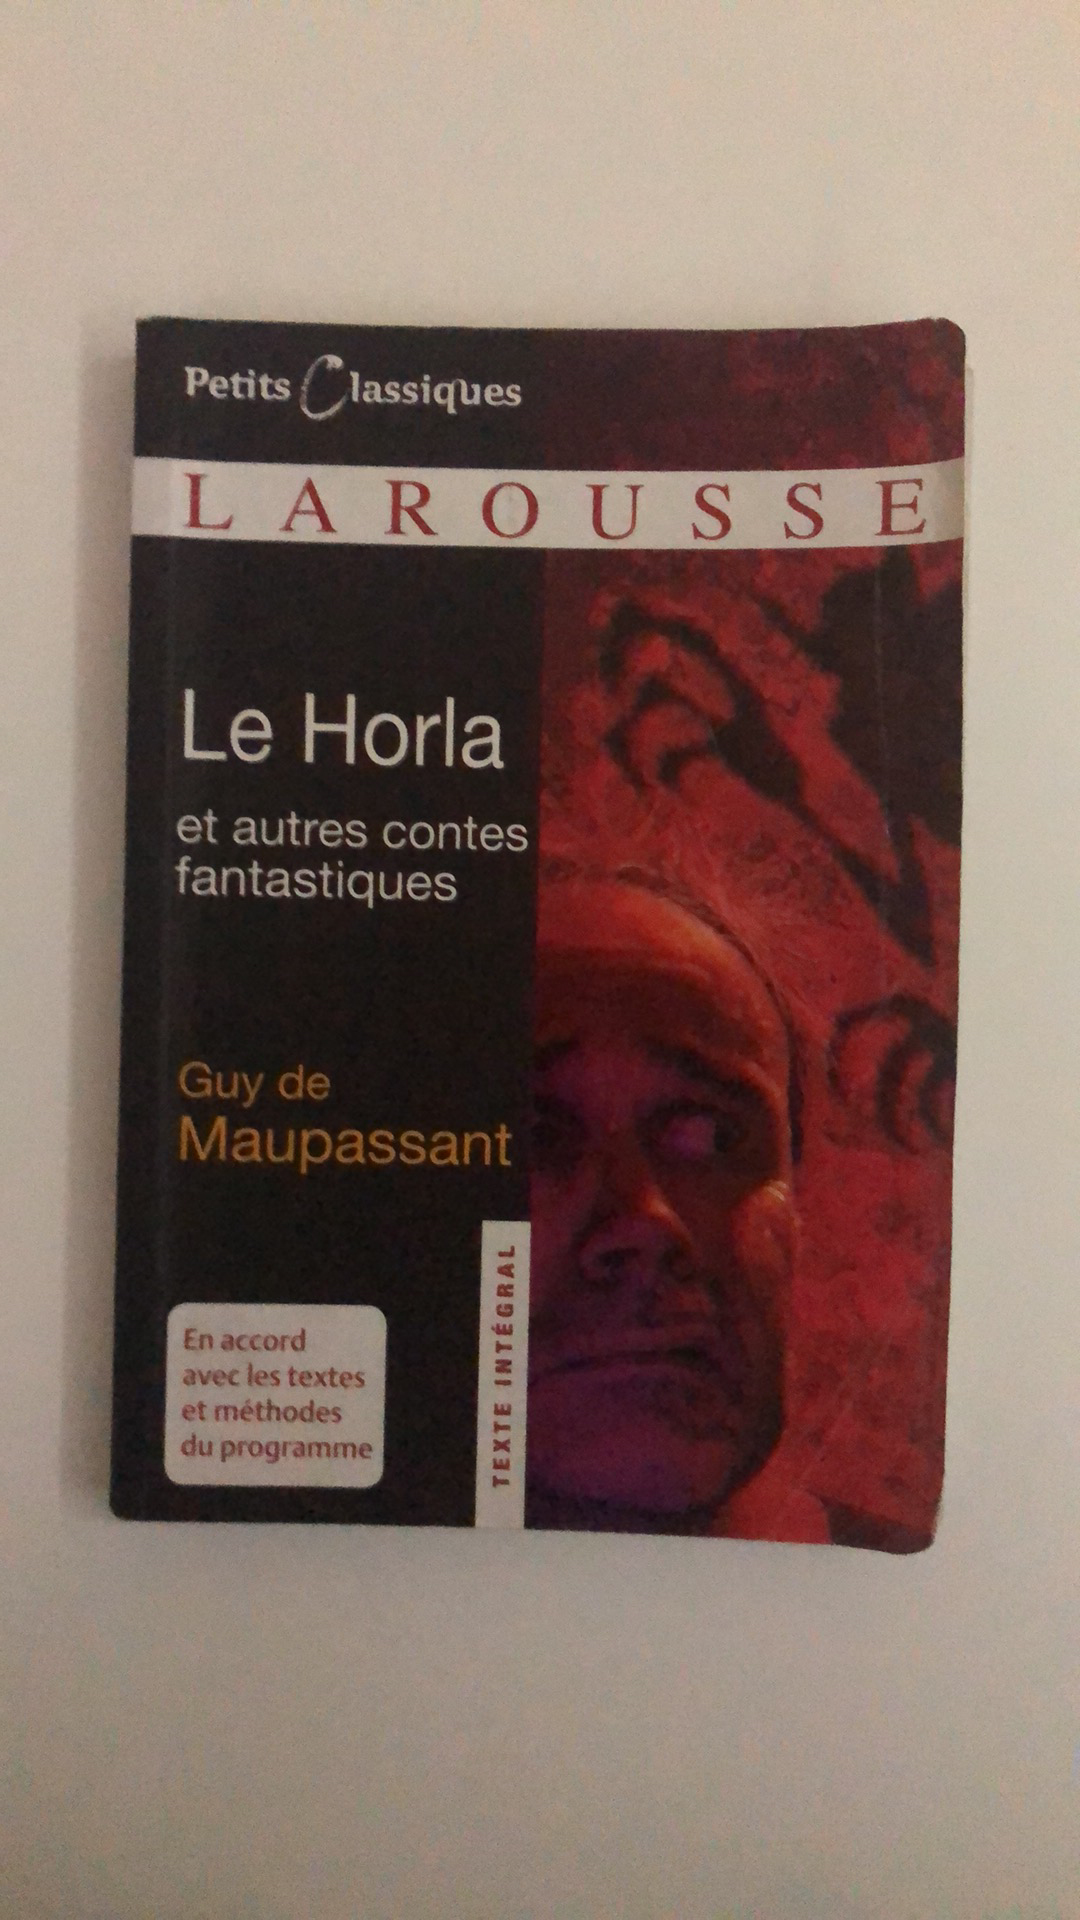 Petits Classiques
LAROUSSE
Le Horla
et autres contes
fantastiques
Guy de
Maupassant
TEXTE INTÉGRAL
En accord
avec les textes
et méthodes
du programme